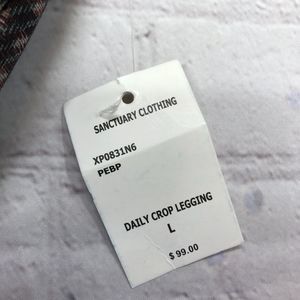 SANCTUARY CLOTHING
XP0831N6
PEBP
DAILY CROP LEGGING
L
$99.00